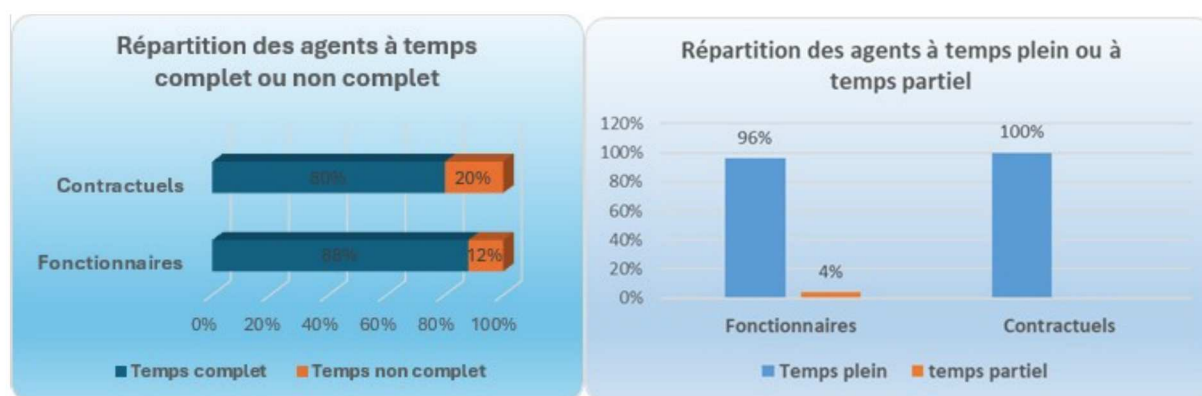 Répartition des agents à temps
complet ou non complet
Contractuels
80%
20%
Fonctionnaires
88%
12%
0% 20% 40% 60% 80% 100%
Temps complet Temps non complet
Répartition des agents à temps plein ou à
temps partiel
120%
100%
80%
60%
40%
20%
0%
96%
4%
100%
Fonctionnaires Contractuels
Temps plein temps partiel